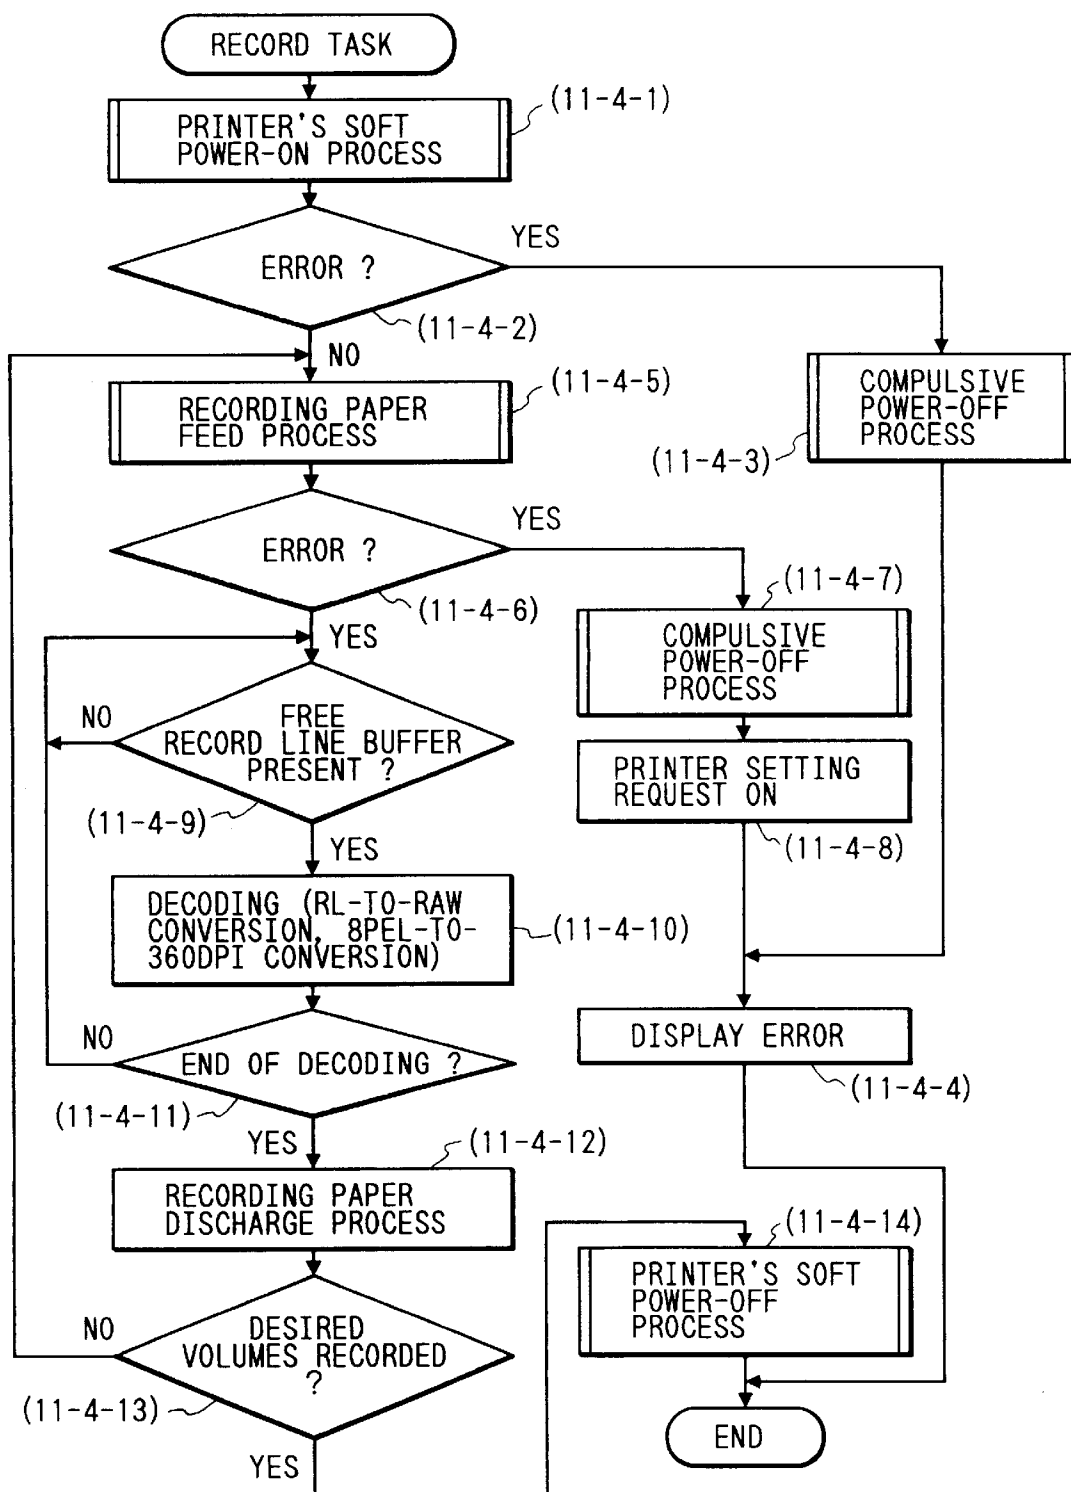 RECORD TASK
(11-4-1)
PRINTER'S SOFT
POWER-ON PROCESS
YES
ERROR ?
(11-4-2)
NO
(11-4-5)
RECORDING PAPER
FEED PROCESS
COMPULSIVE
POWER-OFF
PROCESS
(11-4-3)
YES
ERROR ?
(11-4-6)
YES
(11-4-7)
COMPULSIVE
POWER-OFF
PROCESS
NO
FREE
RECORD LINE BUFFER
PRESENT ?
(11-4-9)
YES
PRINTER SETTING
REQUEST ON
(11-4-8)
DECODING (RL-TO-RAW
CONVERSION, 8PEL-TO-
360DPI CONVERSION)
(11-4-10)
NO
END OF DECODING ?
(11-4-11)
YES
DISPLAY ERROR
(11-4-4)
(11-4-12)
RECORDING PAPER
DISCHARGE PROCESS
(11-4-14)
PRINTER'S SOFT
POWER-OFF
PROCESS
NO
DESIRED
VOLUMES RECORDED
?
(11-4-13)
YES
END